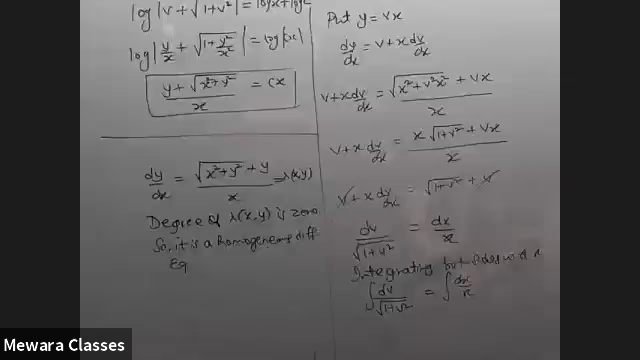 log|v + √1+v²| = logx + logc
log|y/x + √1+y²/x²| = log|cx|
y + √x²+y² / x = cx
dy/dx = √x²+y² + y / x = λ(x,y)
Degree of λ(x,y) is zero
So, it is a homogeneous diff.
Eq
Put y = vx
dy/dx = v + x dv/dx
v + x dv/dx = √x²+v²x² + vx / x
v + x dv/dx = x √1+v² + vx / x
v + x dv/dx = √1+v² + v
dv/√1+v² = dx/x
Integrating both sides w.r.t x
∫ dv/√1+v² = ∫ dx/x
Mewara Classes